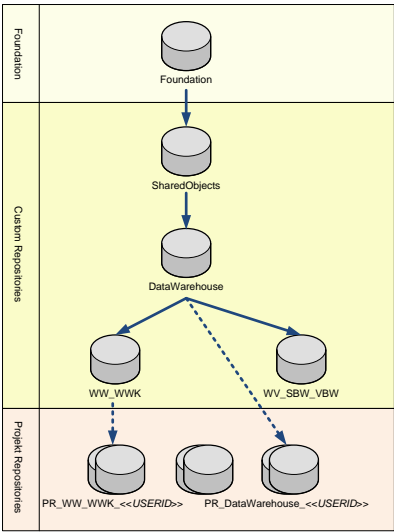 Foundation
Foundation
Custom Repositories
SharedObjects
DataWarehouse
WW_WWK
WV_SBW_VBW
Projekt Repositories
PR_WW_WWK_<<USERID>>
PR_DataWarehouse_<<USERID>>